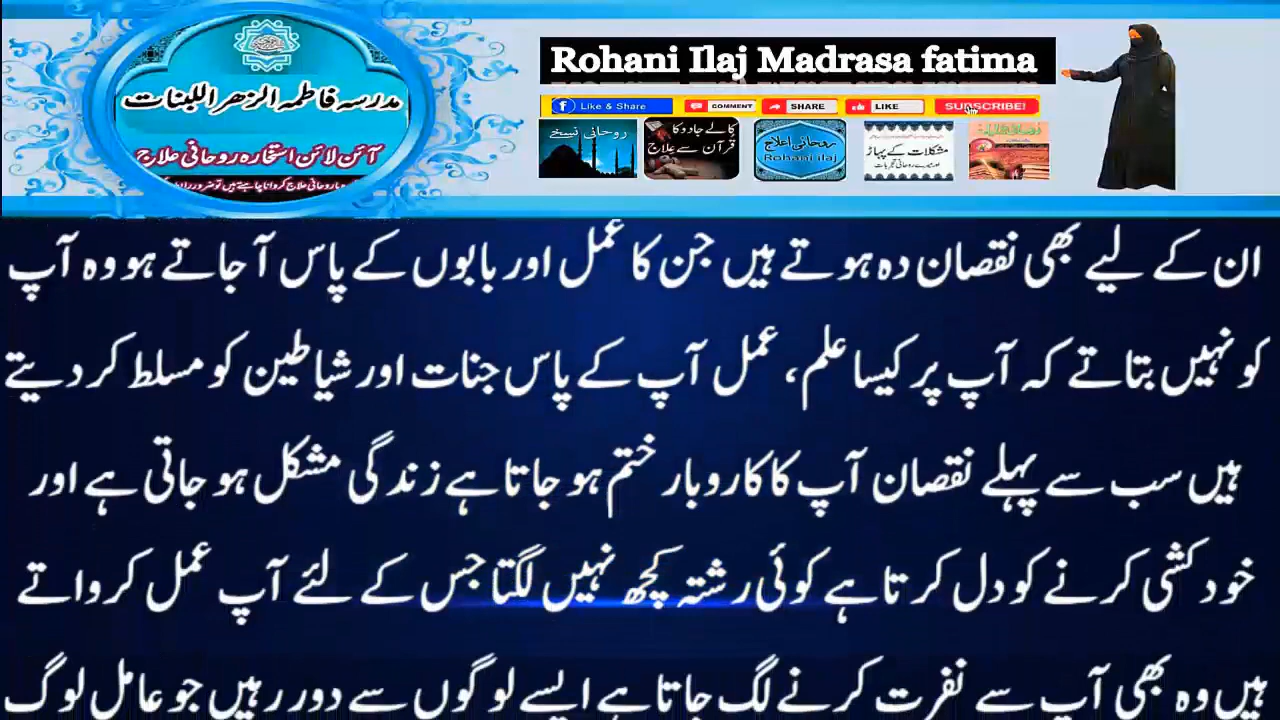 مدرسہ فاطمہ الزھرا للبنات
آئن لائن استخارہ روحانی علاج
Rohani Ilaj Madrasa fatima
Like & Share
COMMENT
SHARE
LIKE
SUBSCRIBE!
روحانی نسخے
کالے جادو کا
قرآن سے علاج
روحانی علاج
Rohani ilaj
مشکلات کے پہاڑ
ان کے لیے بھی نقصان دہ ہوتے ہیں جن کا عمل اور بابوں کے پاس آ جاتے ہو وہ آپ
کو نہیں بتاتے کہ آپ پر کیسا علم، عمل آپ کے پاس جنات اور شیاطین کو مسلط کر دیتے
ہیں سب سے پہلے نقصان آپ کا کاروبار ختم ہو جاتا ہے زندگی مشکل ہو جاتی ہے اور
خودکشی کرنے کو دل کرتا ہے کوئی رشتہ کچھ نہیں لگتا جس کے لئے آپ عمل کرواتے
ہیں وہ بھی آپ سے نفرت کرنے لگ جاتا ہے ایسے لوگوں سے دور رہیں جو عامل لوگ